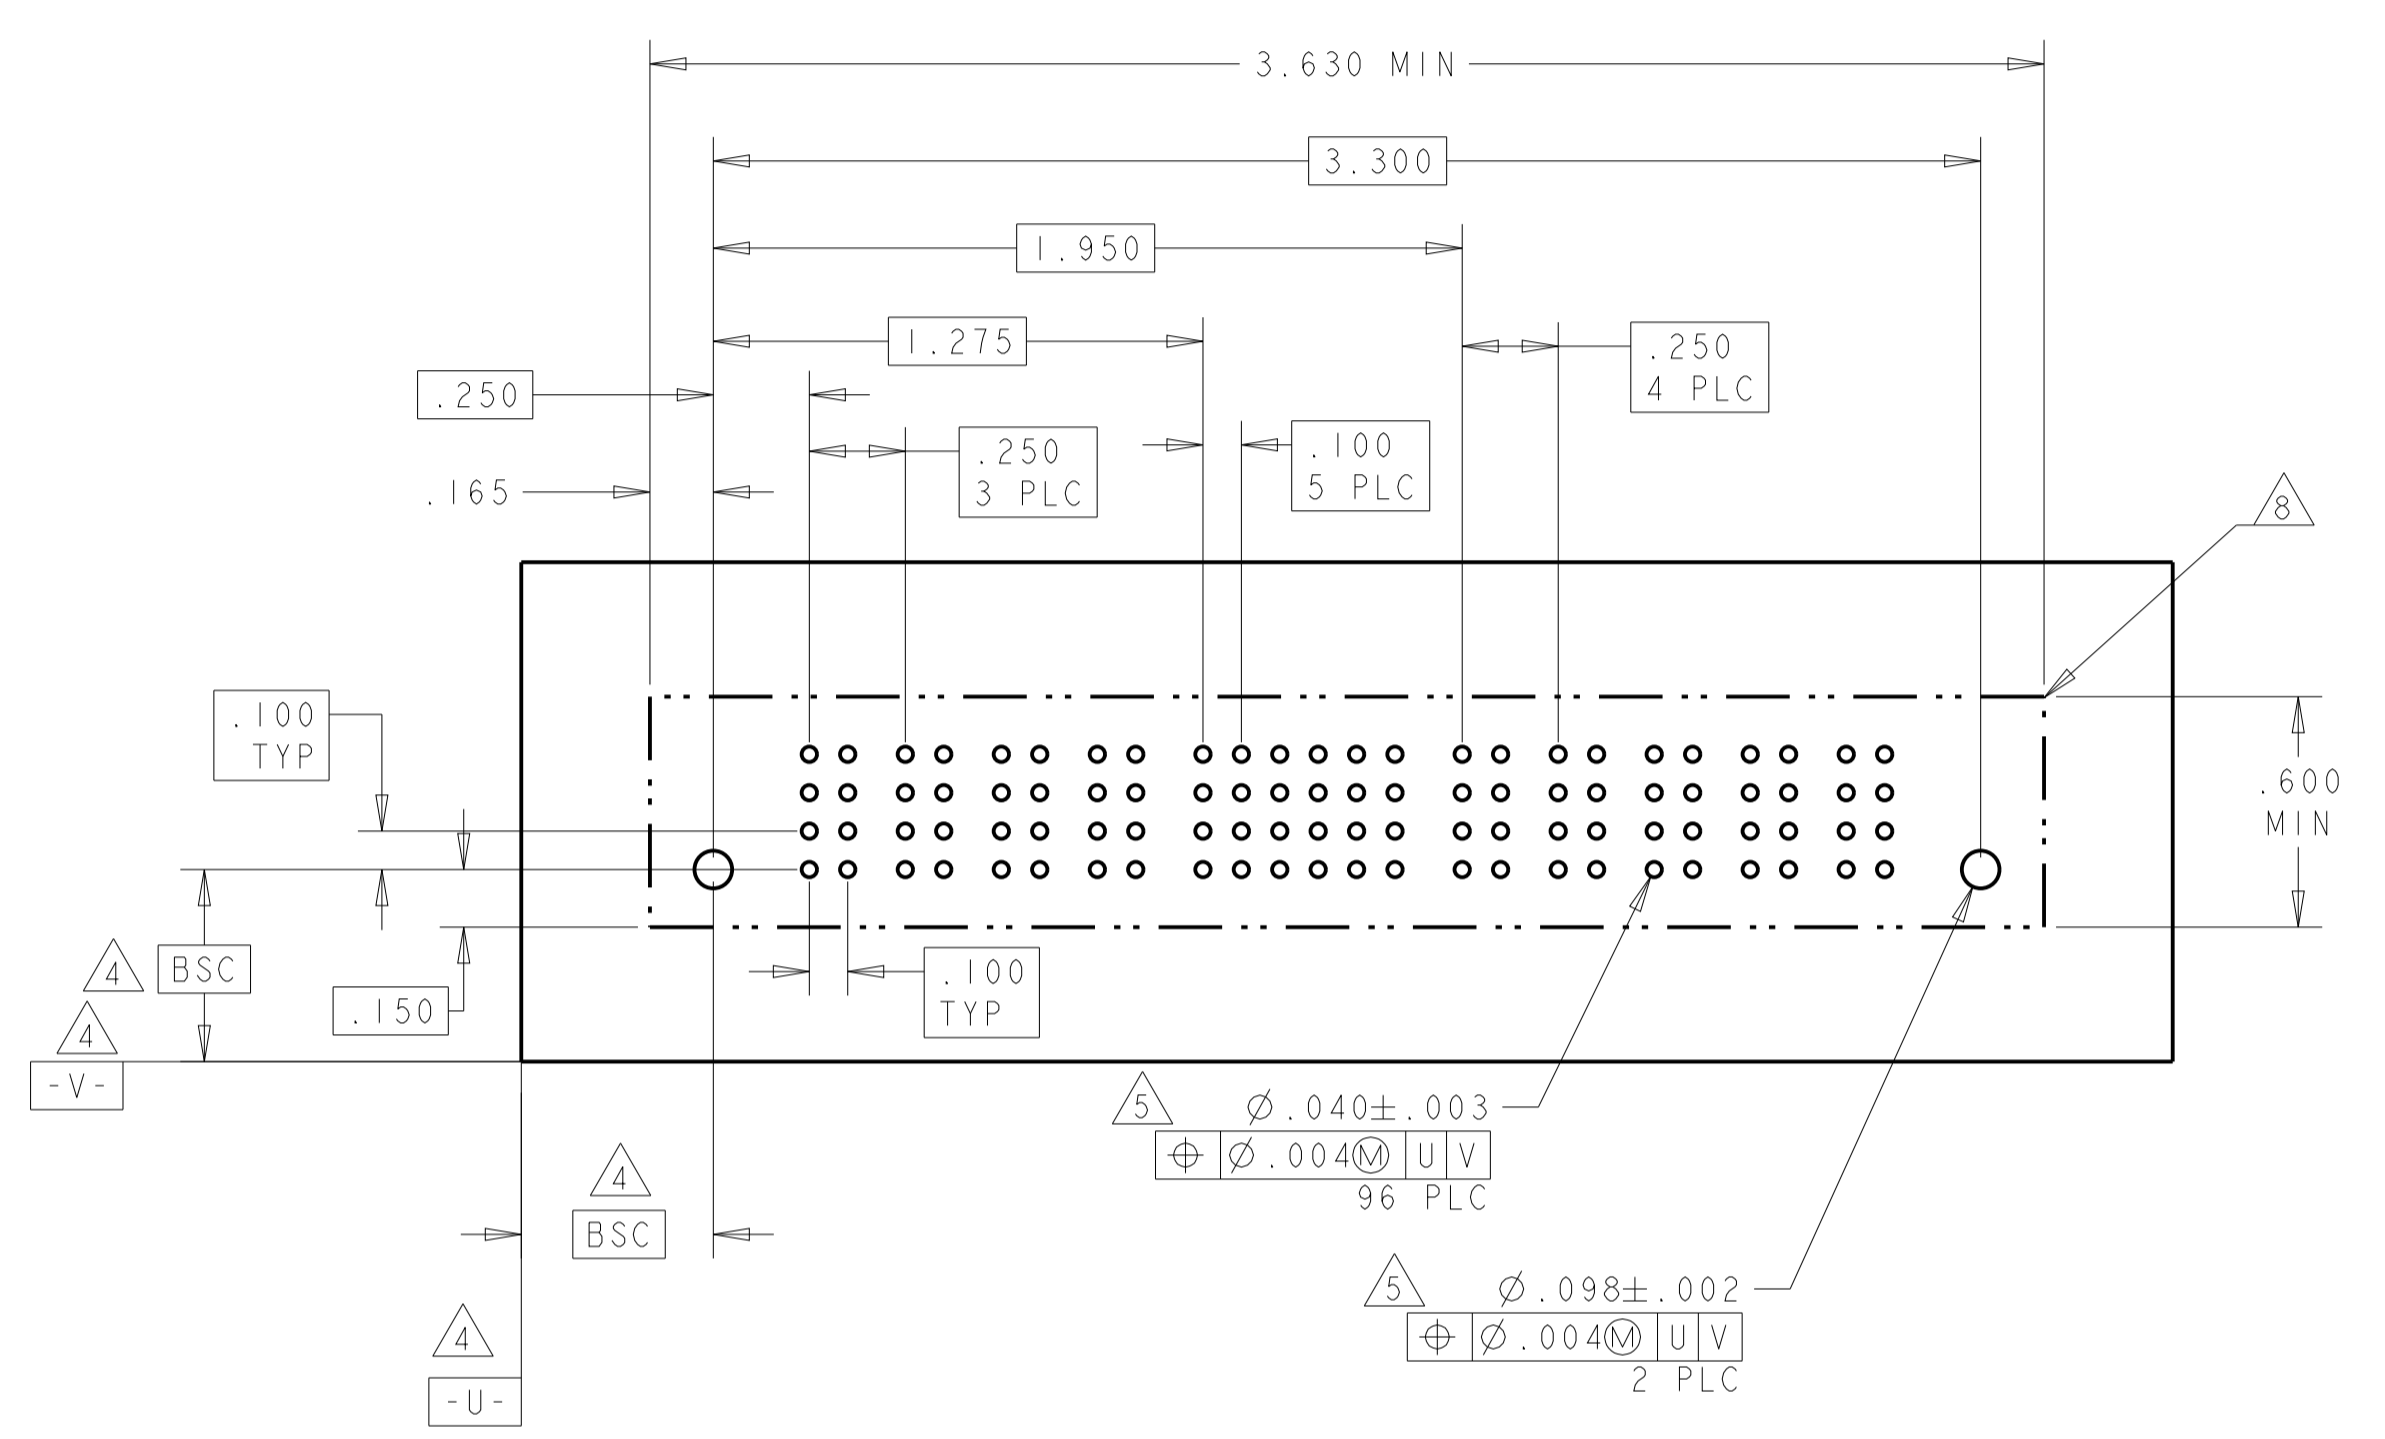 3.630 MIN
3.300
1.950
1.275
.250
4 PLC
.250
.250
3 PLC
.100
5 PLC
.165
8
.100
TYP
.600
MIN
4
BSC
.150
.100
TYP
4
-V-
5
⌀.040±.003
⌖ ⌀.004Ⓜ U V
96 PLC
4
BSC
5
⌀.098±.002
⌖ ⌀.004Ⓜ U V
2 PLC
4
-U-